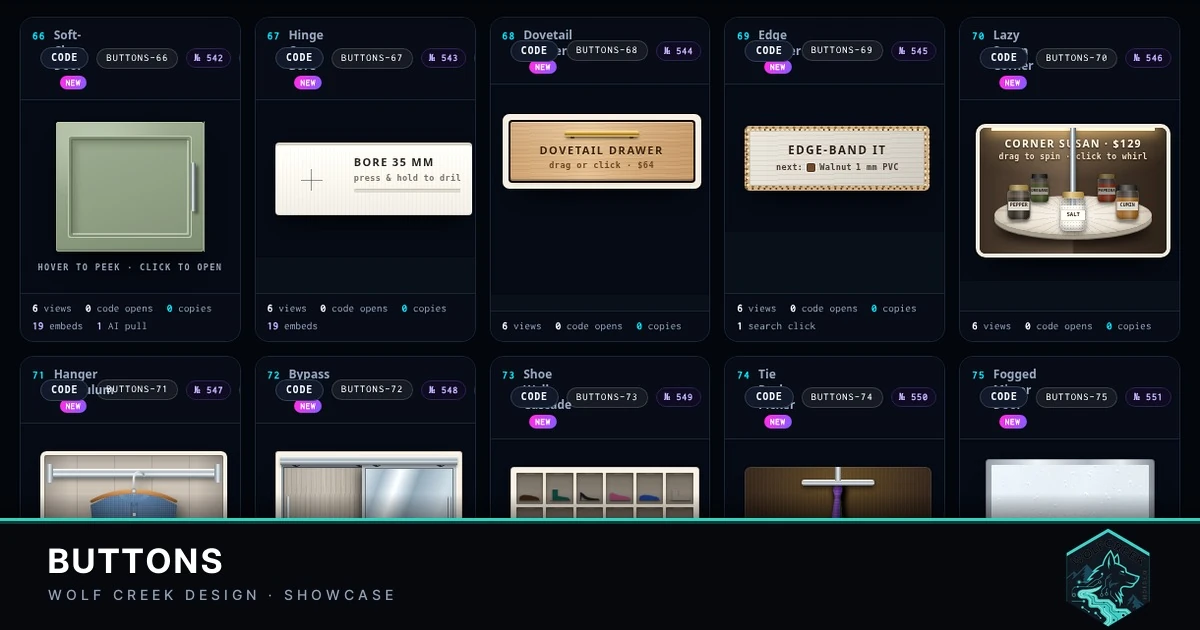 66 Soft-
CODE BUTTONS-66 № 542
NEW
HOVER TO PEEK · CLICK TO OPEN
6 views 0 code opens 0 copies
19 embeds 1 AI pull
67 Hinge
CODE BUTTONS-67 № 543
NEW
BORE 35 MM
press & hold to dril
6 views 0 code opens 0 copies
19 embeds
68 Dovetail
CODE BUTTONS-68 № 544
NEW
DOVETAIL DRAWER
drag or click · $64
6 views 0 code opens 0 copies
69 Edge
CODE BUTTONS-69 № 545
NEW
EDGE-BAND IT
next: Walnut 1 mm PVC
6 views 0 code opens 0 copies
1 search click
70 Lazy
CODE BUTTONS-70 № 546
NEW
CORNER SUSAN · $129
drag to spin · click to whirl
PEPPER
SALT
CUMIN
6 views 0 code opens 0 copies
71 Hanger
CODE BUTTONS-71 № 547
NEW
72 Bypass
CODE BUTTONS-72 № 548
NEW
73 Shoe
CODE BUTTONS-73 № 549
NEW
74 Tie
CODE BUTTONS-74 № 550
NEW
75 Fogged
CODE BUTTONS-75 № 551
NEW
BUTTONS
WOLF CREEK DESIGN · SHOWCASE